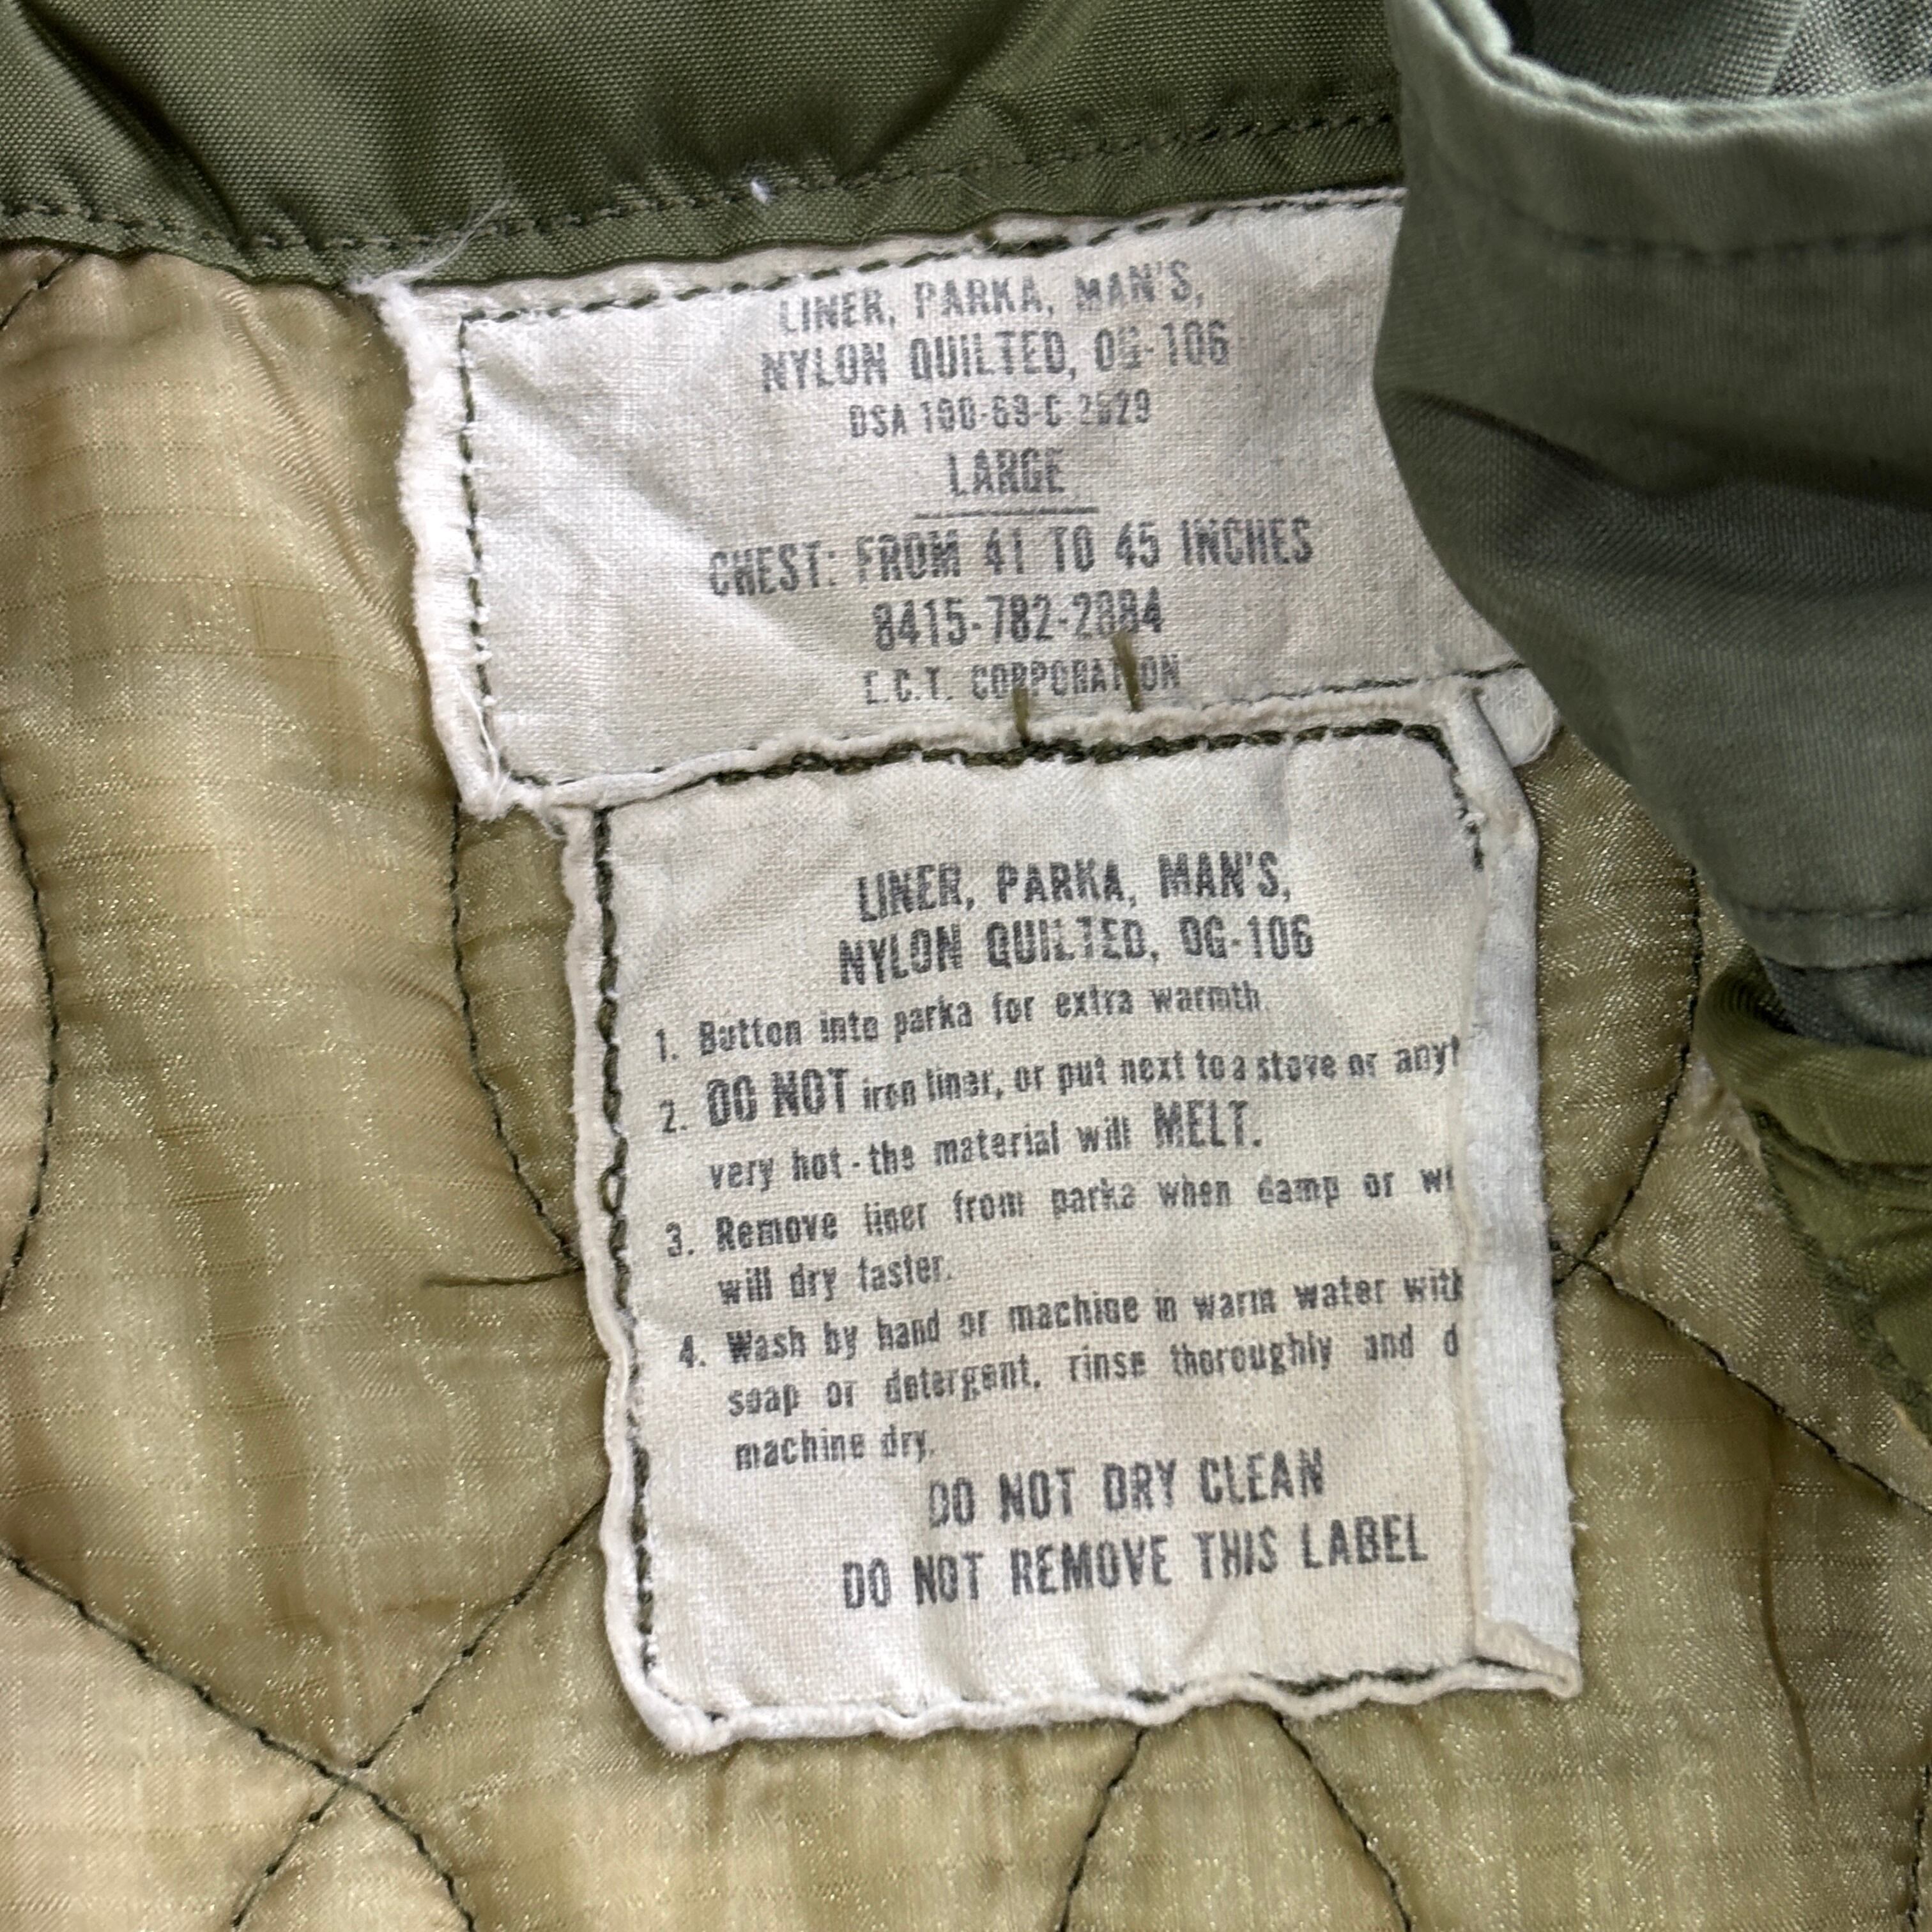 LINER, PARKA, MAN'S,
NYLON QUILTED, OG-106
DSA 100-69-C-2629
LARGE
CHEST: FROM 41 TO 45 INCHES
8415-782-2884
E.C.T. CORPORATION
LINER, PARKA, MAN'S,
NYLON QUILTED, OG-106
1. Button into parka for extra warmth.
2. DO NOT iron liner, or put next to a stove or
very hot - the material will MELT.
3. Remove liner from parka when damp or
will dry faster.
4. Wash by hand or machine in warm water with
soap or detergent, rinse thoroughly and
machine dry.
DO NOT DRY CLEAN
DO NOT REMOVE THIS LABEL